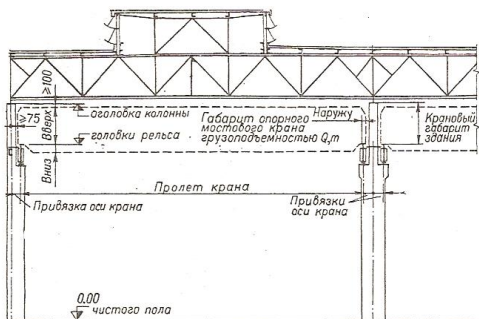 ≥100
≥75
Вверх
Вниз
оголовка колонны
головки рельса
Габарит опорного
мостового крана
грузоподъемностью Q,т
Наружу
Крановый
габарит
здания
Пролет крана
Привязка оси крана
Привязки
оси крана
0,00
чистого пола